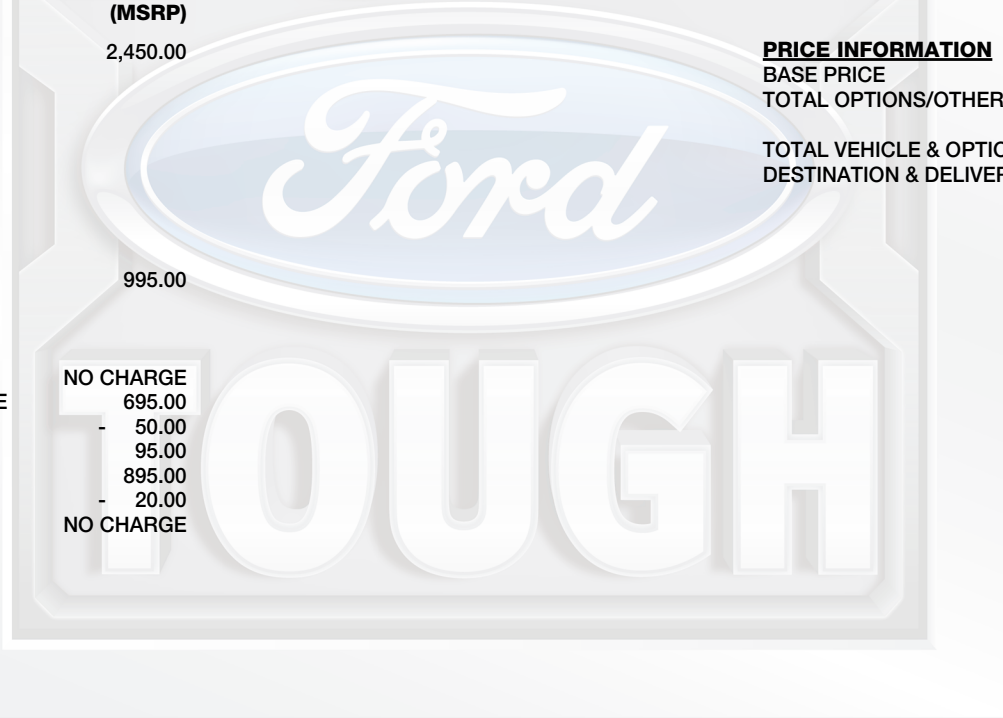 (MSRP)
2,450.00
995.00
NO CHARGE
E 695.00
- 50.00
95.00
895.00
- 20.00
NO CHARGE
PRICE INFORMATION
BASE PRICE
TOTAL OPTIONS/OTHER
TOTAL VEHICLE & OPTIO
DESTINATION & DELIVER
Ford
TOUGH